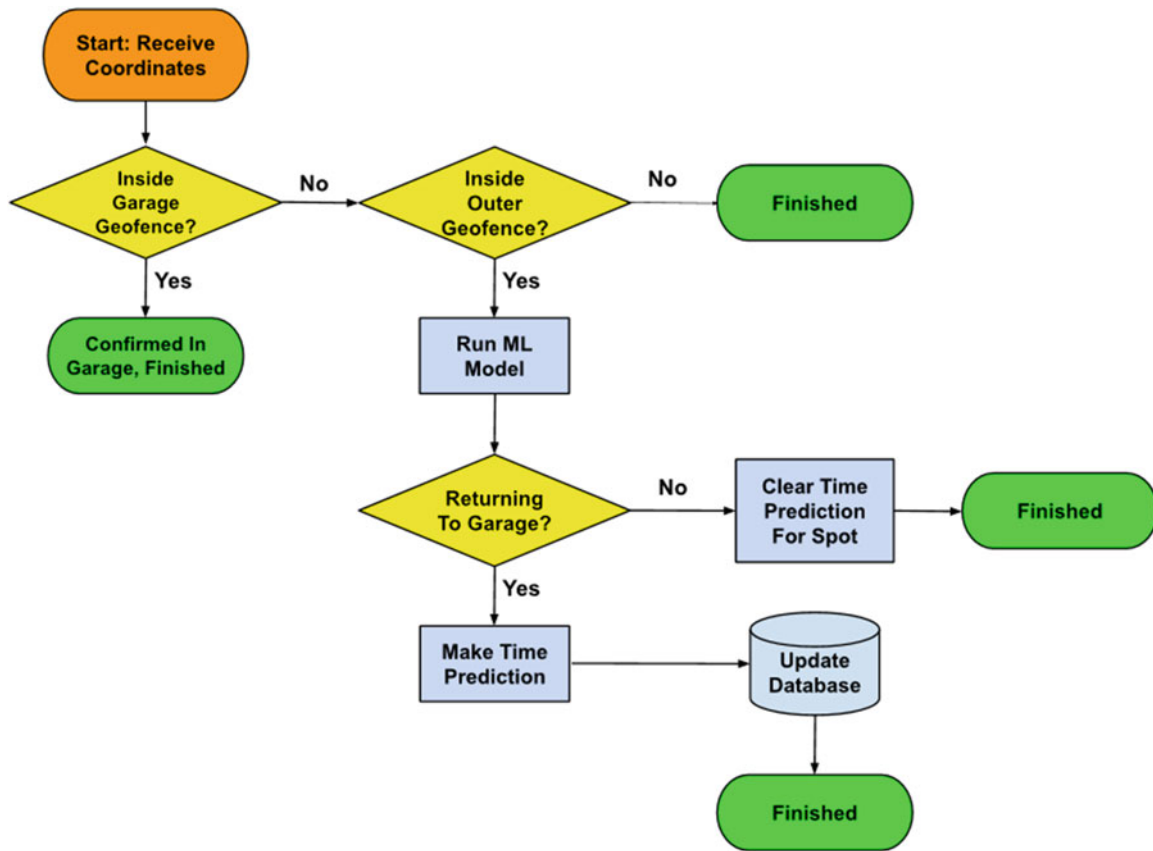 Start: Receive
Coordinates
Inside
Garage
Geofence?
No
Inside
Outer
Geofence?
No
Finished
Yes
Confirmed In
Garage, Finished
Yes
Run ML
Model
Returning
To Garage?
No
Clear Time
Prediction
For Spot
Finished
Yes
Make Time
Prediction
Update
Database
Finished